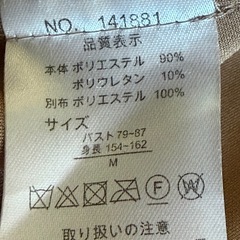 NO. 141881
品質表示
本体 ポリエステル 90%
ポリウレタン 10%
別布 ポリエステル 100%
サイズ
バスト 79~87
身長 154~162
M
F W
取り扱いの注意